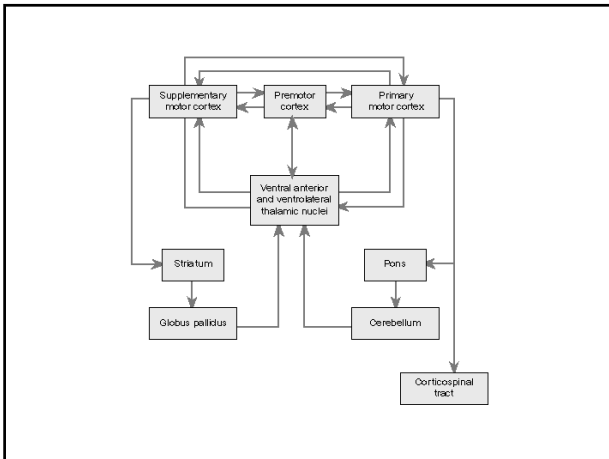 Supplementary
motor cortex
Premotor
cortex
Primary
motor cortex
Ventral anterior
and ventrolateral
thalamic nuclei
Striatum
Pons
Globus pallidus
Cerebellum
Corticospinal
tract